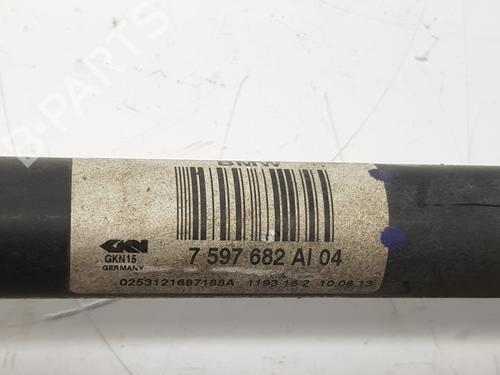 B-PARTS
BMW
7 597 682 AI 04
GKN
GKN15
GERMANY
0253121687188A 1193 16 2 10.06.13